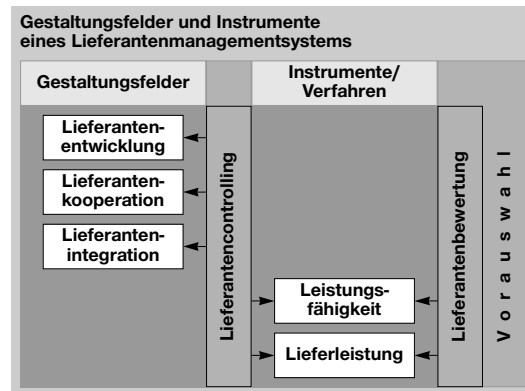 Gestaltungsfelder und Instrumente
eines Lieferantenmanagementsystems
Gestaltungsfelder
Instrumente/
Verfahren
Lieferanten-
entwicklung
Lieferanten-
kooperation
Lieferanten-
integration
Lieferantencontrolling
Leistungs-
fähigkeit
Lieferleistung
Lieferantenbewertung
Vorauswahl